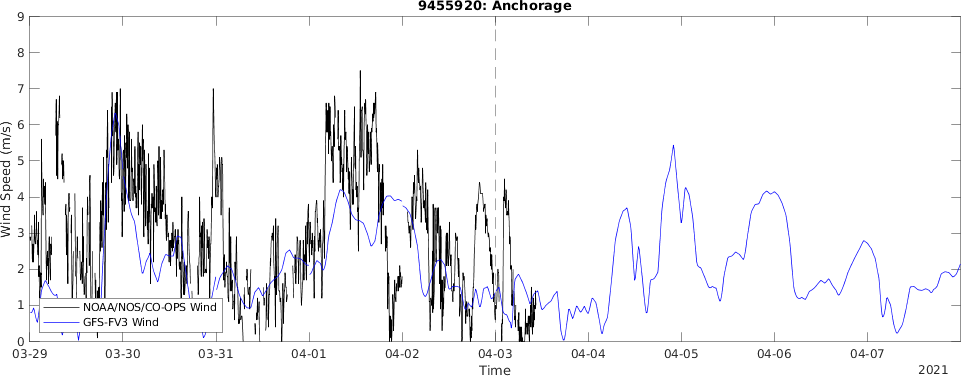 9455920: Anchorage
9
8
7
6
5
4
3
2
1
0
Wind Speed (m/s)
NOAA/NOS/CO-OPS Wind
GFS-FV3 Wind
03-29 03-30 03-31 04-01 04-02 04-03 04-04 04-05 04-06 04-07
Time
2021